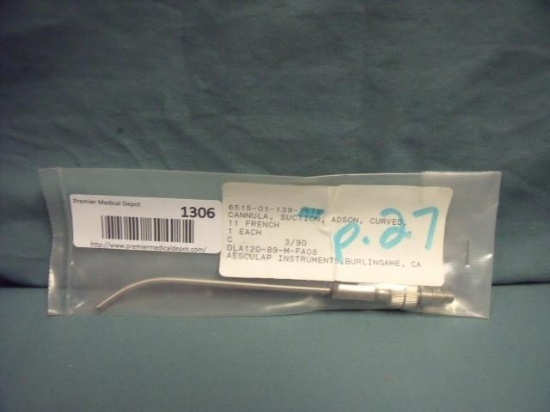 Premier Medical Depot
1306
http://www.premiermedicaldepot.com/
6515-01-139-
CANNULA, SUCTION, ADSON, CURVED,
11 FRENCH
1 EACH
C 3/90
DLA120-89-M-FA08
AESCULAP INSTRUMENTS, BURLINGAME, CA
p.27